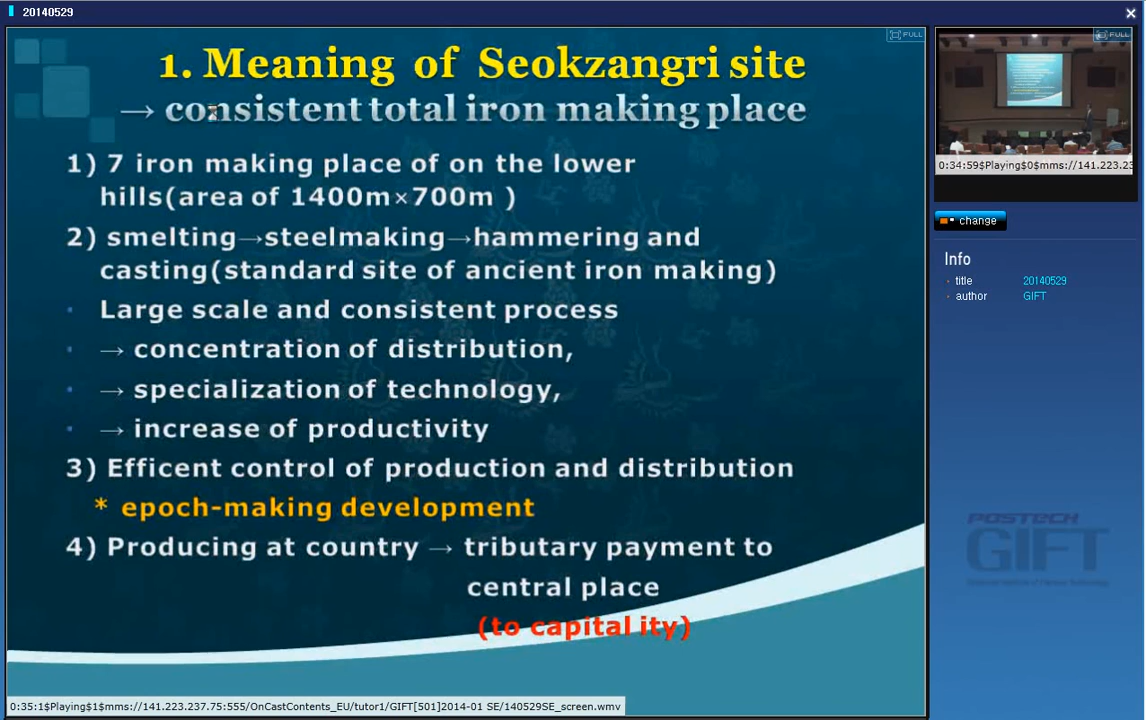 20140529
FULL
1. Meaning of Seokzangri site
→ consistent total iron making place
1) 7 iron making place of on the lower
hills(area of 1400m×700m )
2) smelting→steelmaking→hammering and
casting(standard site of ancient iron making)
· Large scale and consistent process
· → concentration of distribution,
· → specialization of technology,
· → increase of productivity
3) Efficent control of production and distribution
* epoch-making development
4) Producing at country → tributary payment to
central place
(to capital ity)
0:35:1$Playing$1$mms://141.223.237.75:555/OnCastContents_EU/tutor1/GIFT[501]2014-01 SE/140529SE_screen.wmv
FULL
0:34:59$Playing$0$mms://141.223.23
change
Info
· title 20140529
· author GIFT
POSTECH
GIFT